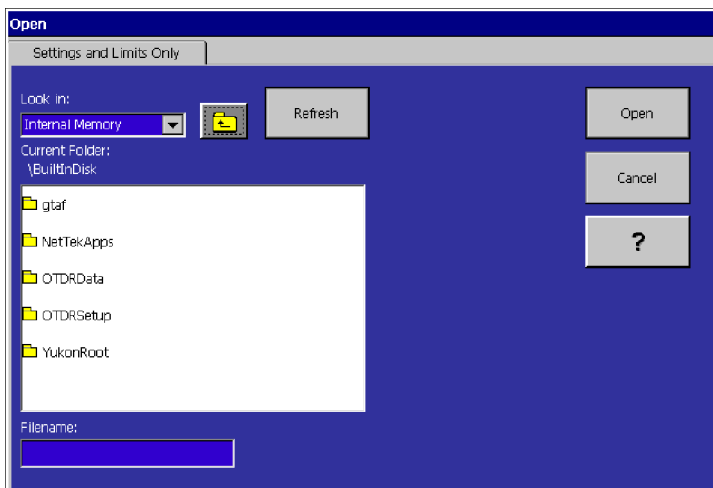 Open
Settings and Limits Only
Look in:
Internal Memory
Refresh
Open
Current Folder:
\BuiltInDisk
Cancel
gtaf
?
NetTekApps
OTDRData
OTDRSetup
YukonRoot
Filename: